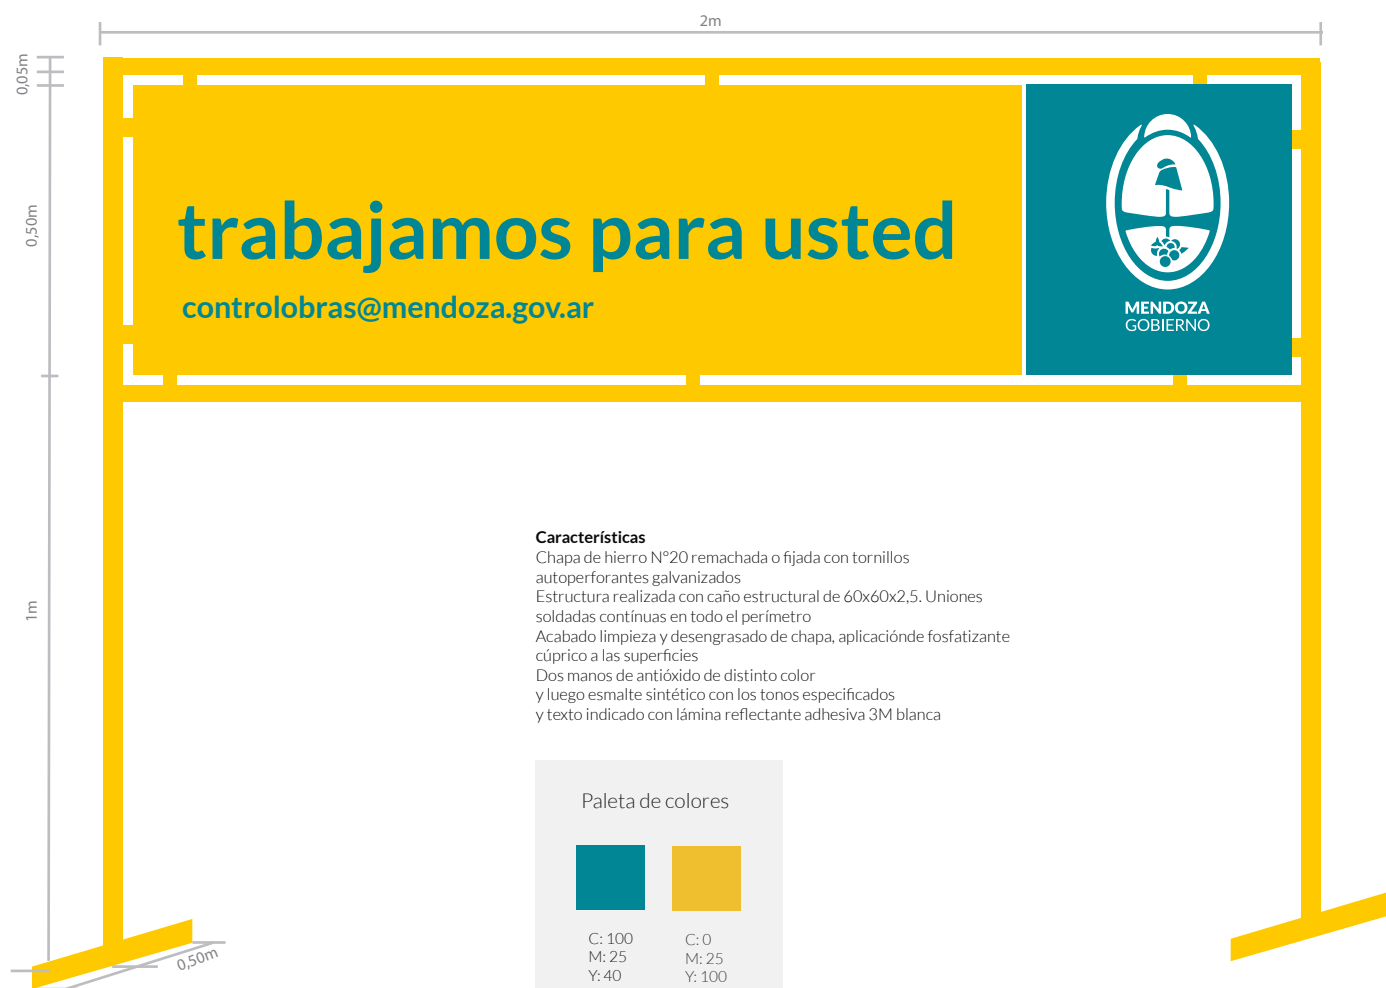 2m
0,05m
0,50m
trabajamos para usted
controlobras@mendoza.gov.ar
MENDOZA
GOBIERNO
1m
Características
Chapa de hierro N°20 remachada o fijada con tornillos
autoperforantes galvanizados
Estructura realizada con caño estructural de 60x60x2,5. Uniones
soldadas contínuas en todo el perímetro
Acabado limpieza y desengrasado de chapa, aplicaciónde fosfatizante
cúprico a las superficies
Dos manos de antióxido de distinto color
y luego esmalte sintético con los tonos especificados
y texto indicado con lámina reflectante adhesiva 3M blanca
Paleta de colores
C: 100
M: 25
Y: 40
C: 0
M: 25
Y: 100
0,50m